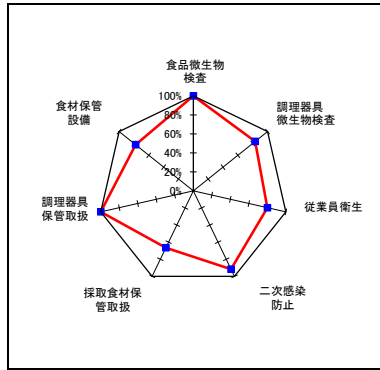 食品微生物
検査
調理器具
微生物検査
従業員衛生
二次感染
防止
採取食材保
管取扱
調理器具
保管取扱
食材保管
設備
100%
80%
60%
40%
20%
0%